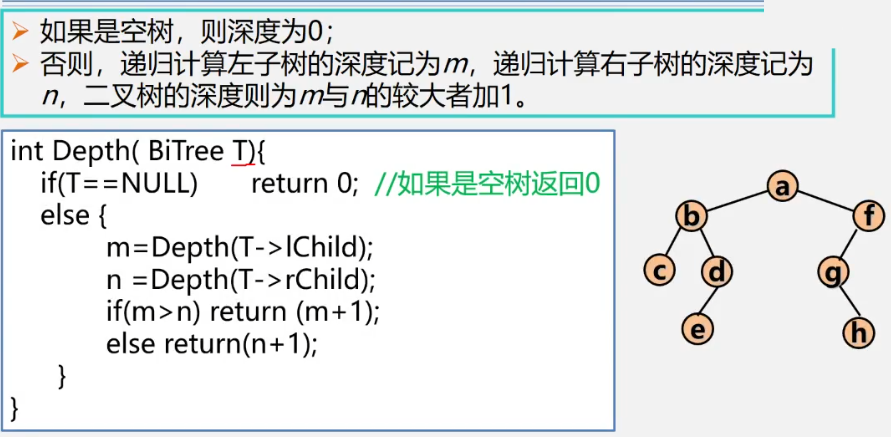 ➢ 如果是空树，则深度为0；
➢ 否则，递归计算左子树的深度记为m，递归计算右子树的深度记为
n，二叉树的深度则为m与n的较大者加1。
int Depth( BiTree T){
if(T==NULL) return 0; //如果是空树返回0
else {
m=Depth(T->lChild);
n =Depth(T->rChild);
if(m>n) return (m+1);
else return(n+1);
}
}
a
b f
c d g
e h